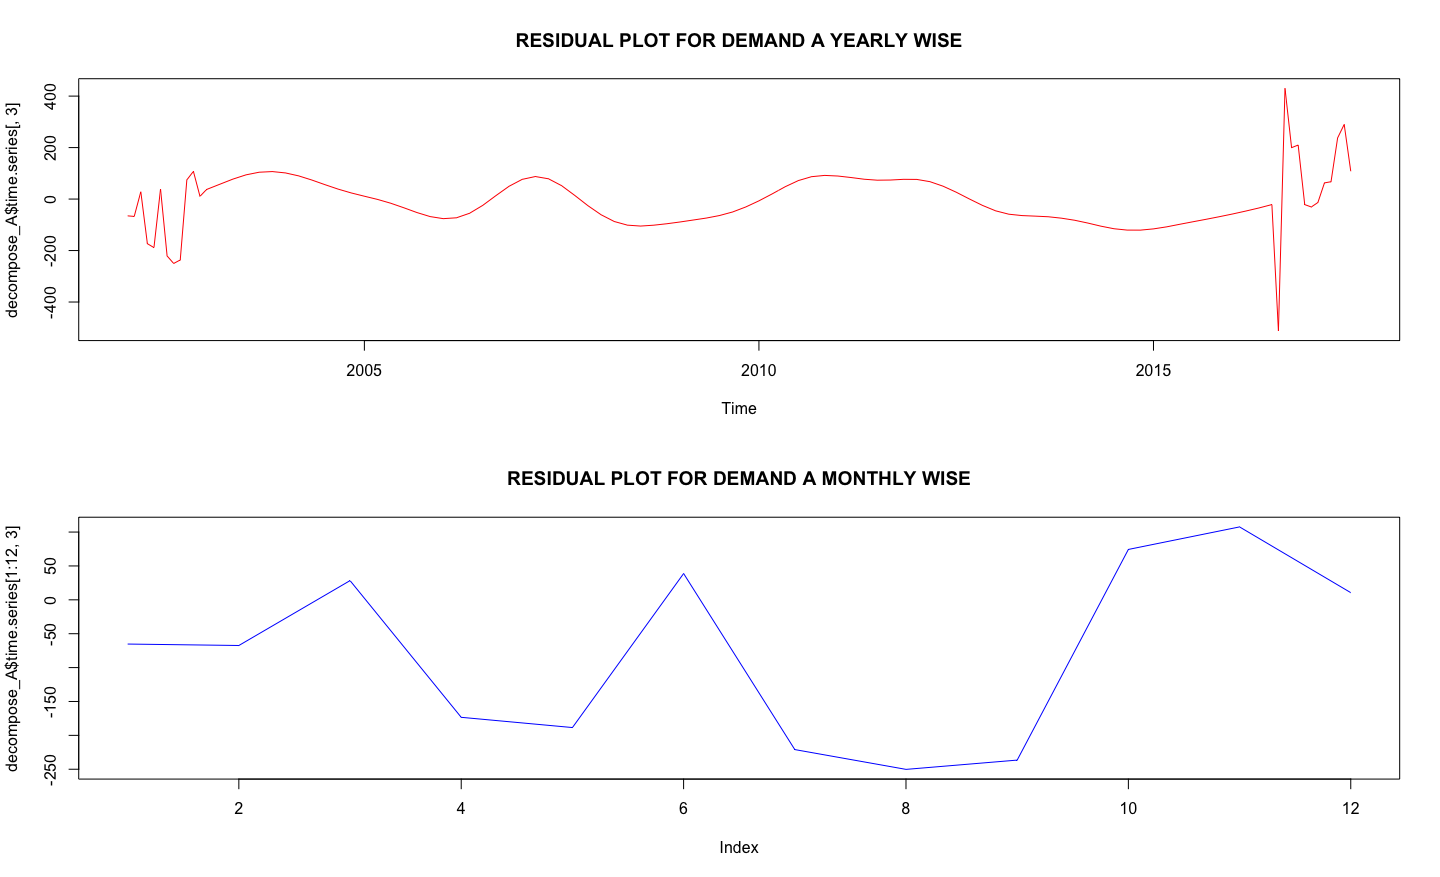 RESIDUAL PLOT FOR DEMAND A YEARLY WISE
decompose_A$time.series[, 3]
400
200
0
-200
-400
2005 2010 2015
Time
RESIDUAL PLOT FOR DEMAND A MONTHLY WISE
decompose_A$time.series[1:12, 3]
50
0
-50
-150
-250
2 4 6 8 10 12
Index